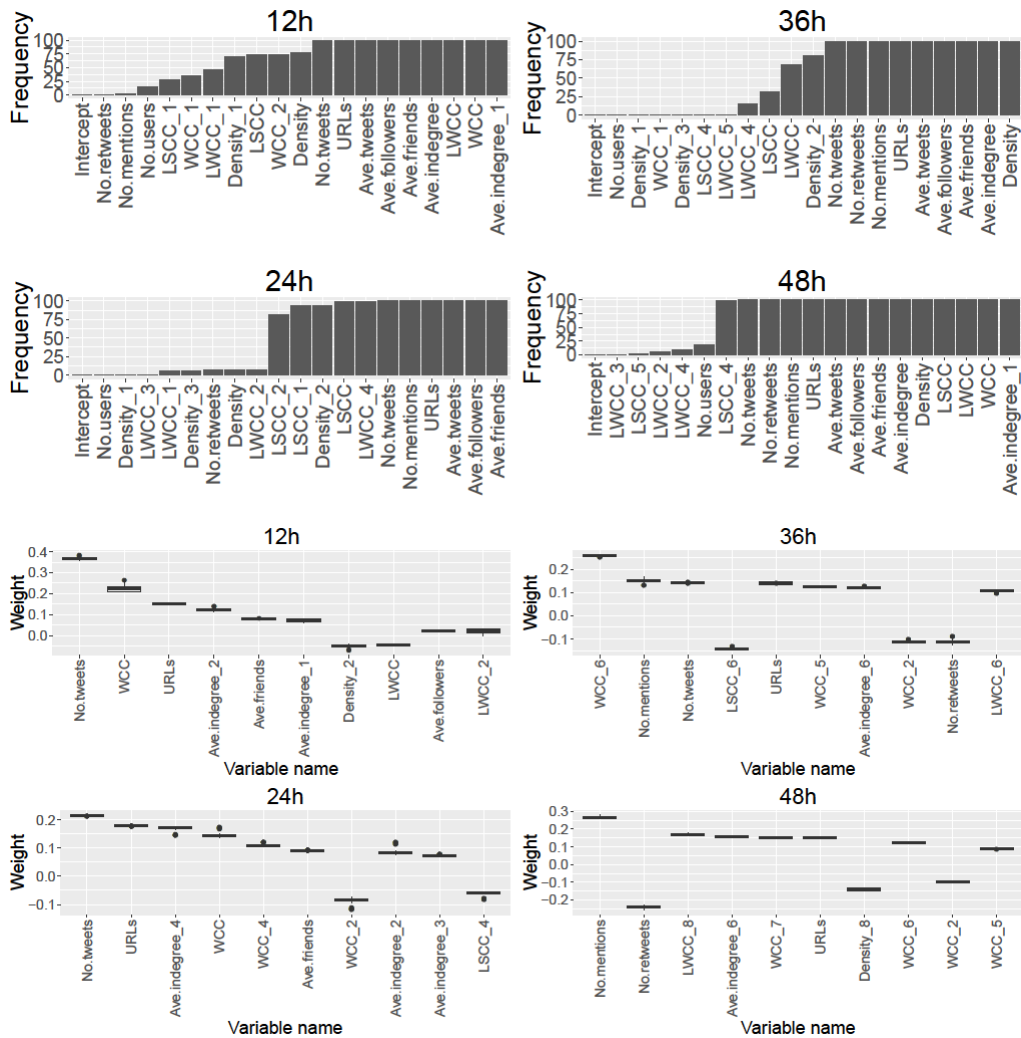 12h
Frequency
100
75
50
25
0
Intercept
No.retweets
No.mentions
No.users
LSCC_1
WCC_1
LWCC_1
Density_1
LSCC
WCC_2
Density
No.tweets
URLs
Ave.tweets
Ave.followers
Ave.friends
Ave.indegree
LWCC
WCC
Ave.indegree_1
36h
Frequency
100
75
50
25
0
Intercept
No.users
Density_1
WCC_1
Density_3
LSCC_4
LWCC_5
LWCC_4
LSCC
LWCC
Density_2
No.tweets
No.retweets
No.mentions
URLs
Ave.tweets
Ave.followers
Ave.friends
Ave.indegree
Density
24h
Frequency
100
75
50
25
0
Intercept
No.users
Density_1
LWCC_3
LWCC_1
Density_3
No.retweets
Density
LWCC_2
LSCC_2
LSCC_1
Density_2
LSCC
LWCC_4
No.tweets
No.mentions
URLs
Ave.tweets
Ave.followers
Ave.friends
48h
Frequency
100
75
50
25
0
Intercept
LWCC_3
LSCC_5
LWCC_2
LWCC_4
No.users
LSCC_4
No.tweets
No.retweets
No.mentions
URLs
Ave.tweets
Ave.followers
Ave.friends
Ave.indegree
Density
LSCC
LWCC
WCC
Ave.indegree_1
12h
Weight
0.4
0.3
0.2
0.1
0.0
No.tweets
WCC
URLs
Ave.indegree_2
Ave.friends
Ave.indegree_1
Density_2
LWCC
Ave.followers
LWCC_2
Variable name
36h
Weight
0.2
0.1
0.0
−0.1
WCC_6
No.mentions
No.tweets
LSCC_6
URLs
WCC_5
Ave.indegree_6
WCC_2
No.retweets
LWCC_6
Variable name
24h
Weight
0.2
0.1
0.0
−0.1
No.tweets
URLs
Ave.indegree_4
WCC
WCC_4
Ave.friends
WCC_2
Ave.indegree_2
Ave.indegree_3
LSCC_4
Variable name
48h
Weight
0.3
0.2
0.1
0.0
−0.1
−0.2
No.mentions
No.retweets
LWCC_8
Ave.indegree_6
WCC_7
URLs
Density_8
WCC_6
WCC_2
WCC_5
Variable name